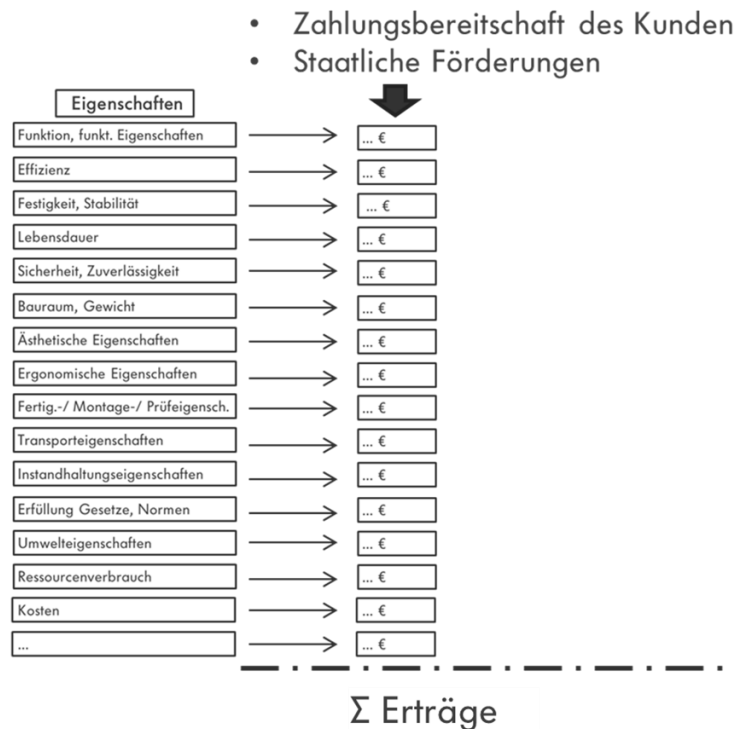 • Zahlungsbereitschaft des Kunden
• Staatliche Förderungen
Eigenschaften
Funktion, funkt. Eigenschaften ... €
Effizienz ... €
Festigkeit, Stabilität ... €
Lebensdauer ... €
Sicherheit, Zuverlässigkeit ... €
Bauraum, Gewicht ... €
Ästhetische Eigenschaften ... €
Ergonomische Eigenschaften ... €
Fertig.-/ Montage-/ Prüfeigensch. ... €
Transporteigenschaften ... €
Instandhaltungseigenschaften ... €
Erfüllung Gesetze, Normen ... €
Umwelteigenschaften ... €
Ressourcenverbrauch ... €
Kosten ... €
... ... €
Σ Erträge